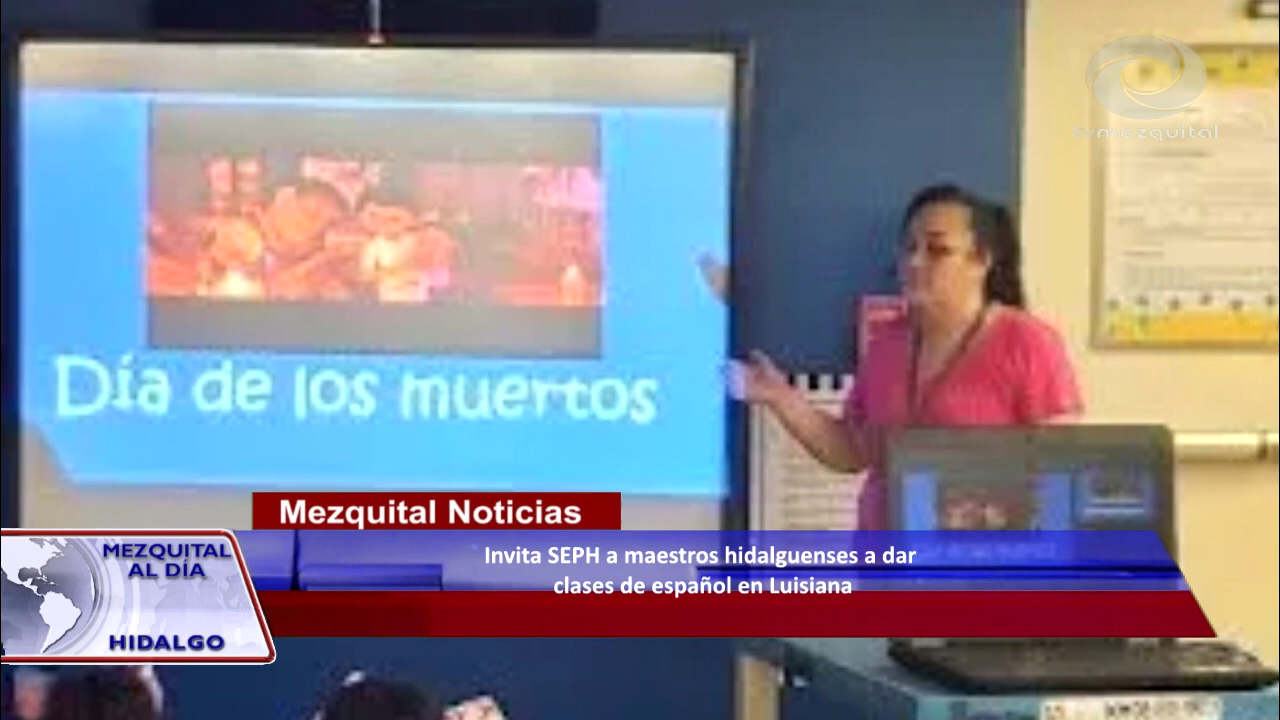 tvmezquital
Día de los muertos
Mezquital Noticias
Invita SEPH a maestros hidalguenses a dar
clases de español en Luisiana
MEZQUITAL
AL DÍA
HIDALGO